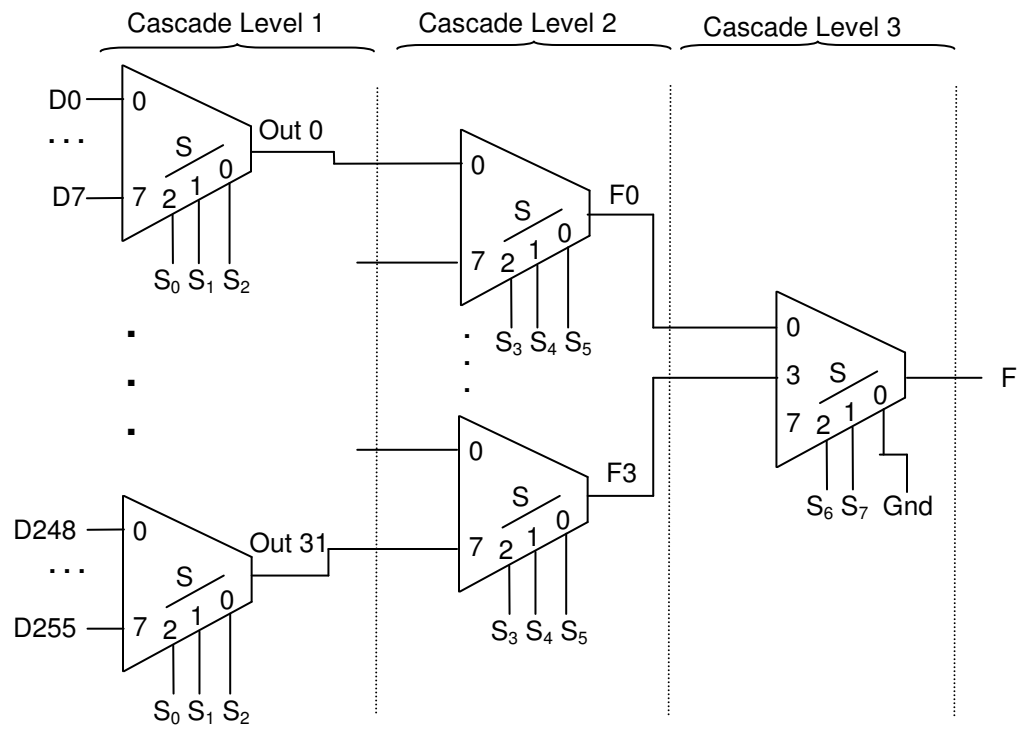 Cascade Level 1
Cascade Level 2
Cascade Level 3
D0
...
D7
0
7
S
2 1 0
S₀ S₁ S₂
Out 0
0
7
S
2 1 0
S₃ S₄ S₅
F0
0
3
7
S
2 1 0
S₆ S₇ Gnd
F
D248
...
D255
0
7
S
2 1 0
S₀ S₁ S₂
Out 31
0
7
S
2 1 0
S₃ S₄ S₅
F3